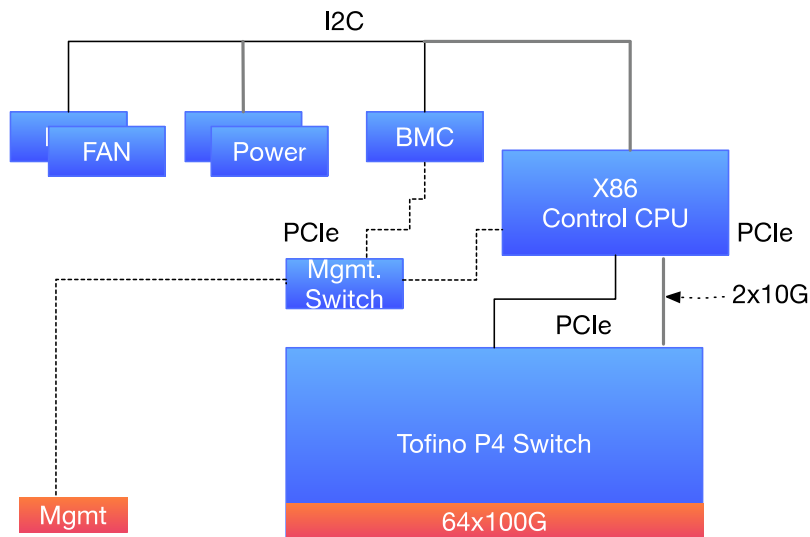 I2C
FAN
Power
BMC
X86
Control CPU
PCIe
PCIe
Mgmt.
Switch
2x10G
PCIe
Tofino P4 Switch
Mgmt
64x100G